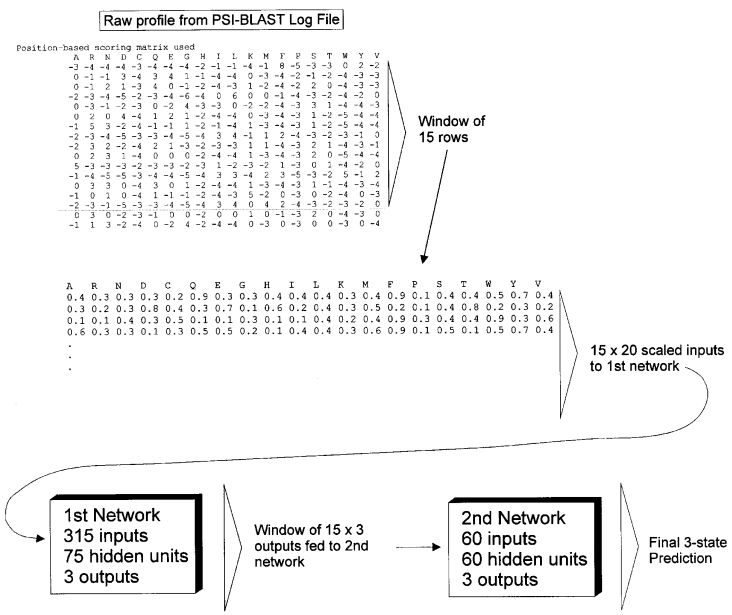 Raw profile from PSI-BLAST Log File
Position-based scoring matrix used
A R N D C Q E G H I L K M F P S T W Y V
-3 -4 -4 -4 -3 -4 -4 -4 -2 -1 -1 -4 -1 8 -5 -3 -3 0 2 -2
0 -1 -1 3 -4 3 4 1 -1 -4 -4 0 -3 -4 -2 -1 -2 -4 -3 -3
0 -1 2 1 -3 4 0 -1 -2 -4 -3 1 -2 -4 -2 2 0 -4 -3 -3
-2 -3 -4 -5 -2 -3 -4 -6 -4 0 6 0 0 -1 -4 -3 -2 -4 -2 0
0 -3 -1 -2 -3 0 -2 4 -3 -3 0 -2 -2 -4 -3 3 1 -4 -4 -3
0 2 0 4 -4 1 2 1 -2 -4 -4 0 -3 -4 -3 1 -2 -5 -4 -4
-1 5 3 -2 -4 -1 -1 1 -2 -4 -4 1 -3 -4 -3 1 -2 -5 -4 -4
-2 -3 -4 -5 -3 -3 -4 -5 -4 3 4 -1 1 2 -4 -3 -2 -3 -1 0
-2 3 2 -2 -4 2 1 -3 -2 -3 -3 1 1 -4 -3 2 1 -4 -3 -1
0 2 3 1 -4 0 0 0 -2 -4 -4 1 -3 -4 -3 2 0 -5 -4 -4
5 -3 -3 -2 -3 -3 -2 -3 1 -2 -3 -2 1 -3 0 1 -4 -2 0
-1 -4 -5 -5 -3 -4 -4 -5 -4 3 3 -4 2 3 -5 -3 -2 5 -1 2
0 3 3 0 -4 3 0 1 -2 -4 -4 1 -3 -4 -3 1 -1 -4 -3 -4
-1 0 1 0 -4 1 -1 -1 -2 -4 -3 5 -2 0 -3 0 -2 -4 0 -3
-2 -3 -1 -5 -3 -3 -4 -5 -4 3 4 0 4 2 -4 -3 -2 -3 -2 0
0 3 0 -2 -3 -1 0 0 -2 0 0 1 0 -1 -3 2 0 -4 -3 0
-1 1 3 -2 -4 0 -2 4 -2 -4 -4 0 -3 0 -3 0 0 -3 0 -4
Window of
15 rows
A R N D C Q E G H I L K M F P S T W Y V
0.4 0.3 0.3 0.3 0.2 0.9 0.3 0.3 0.4 0.4 0.4 0.3 0.4 0.9 0.1 0.4 0.4 0.5 0.7 0.4
0.3 0.2 0.3 0.8 0.4 0.3 0.7 0.1 0.6 0.2 0.4 0.3 0.5 0.2 0.1 0.4 0.8 0.2 0.3 0.2
0.1 0.1 0.4 0.3 0.5 0.1 0.1 0.3 0.1 0.1 0.4 0.2 0.4 0.9 0.3 0.4 0.4 0.9 0.3 0.6
0.6 0.3 0.3 0.1 0.3 0.5 0.5 0.2 0.1 0.4 0.4 0.3 0.6 0.9 0.1 0.5 0.1 0.5 0.7 0.4
.
.
.
15 x 20 scaled inputs
to 1st network
1st Network
315 inputs
75 hidden units
3 outputs
Window of 15 x 3
outputs fed to 2nd
network
2nd Network
60 inputs
60 hidden units
3 outputs
Final 3-state
Prediction